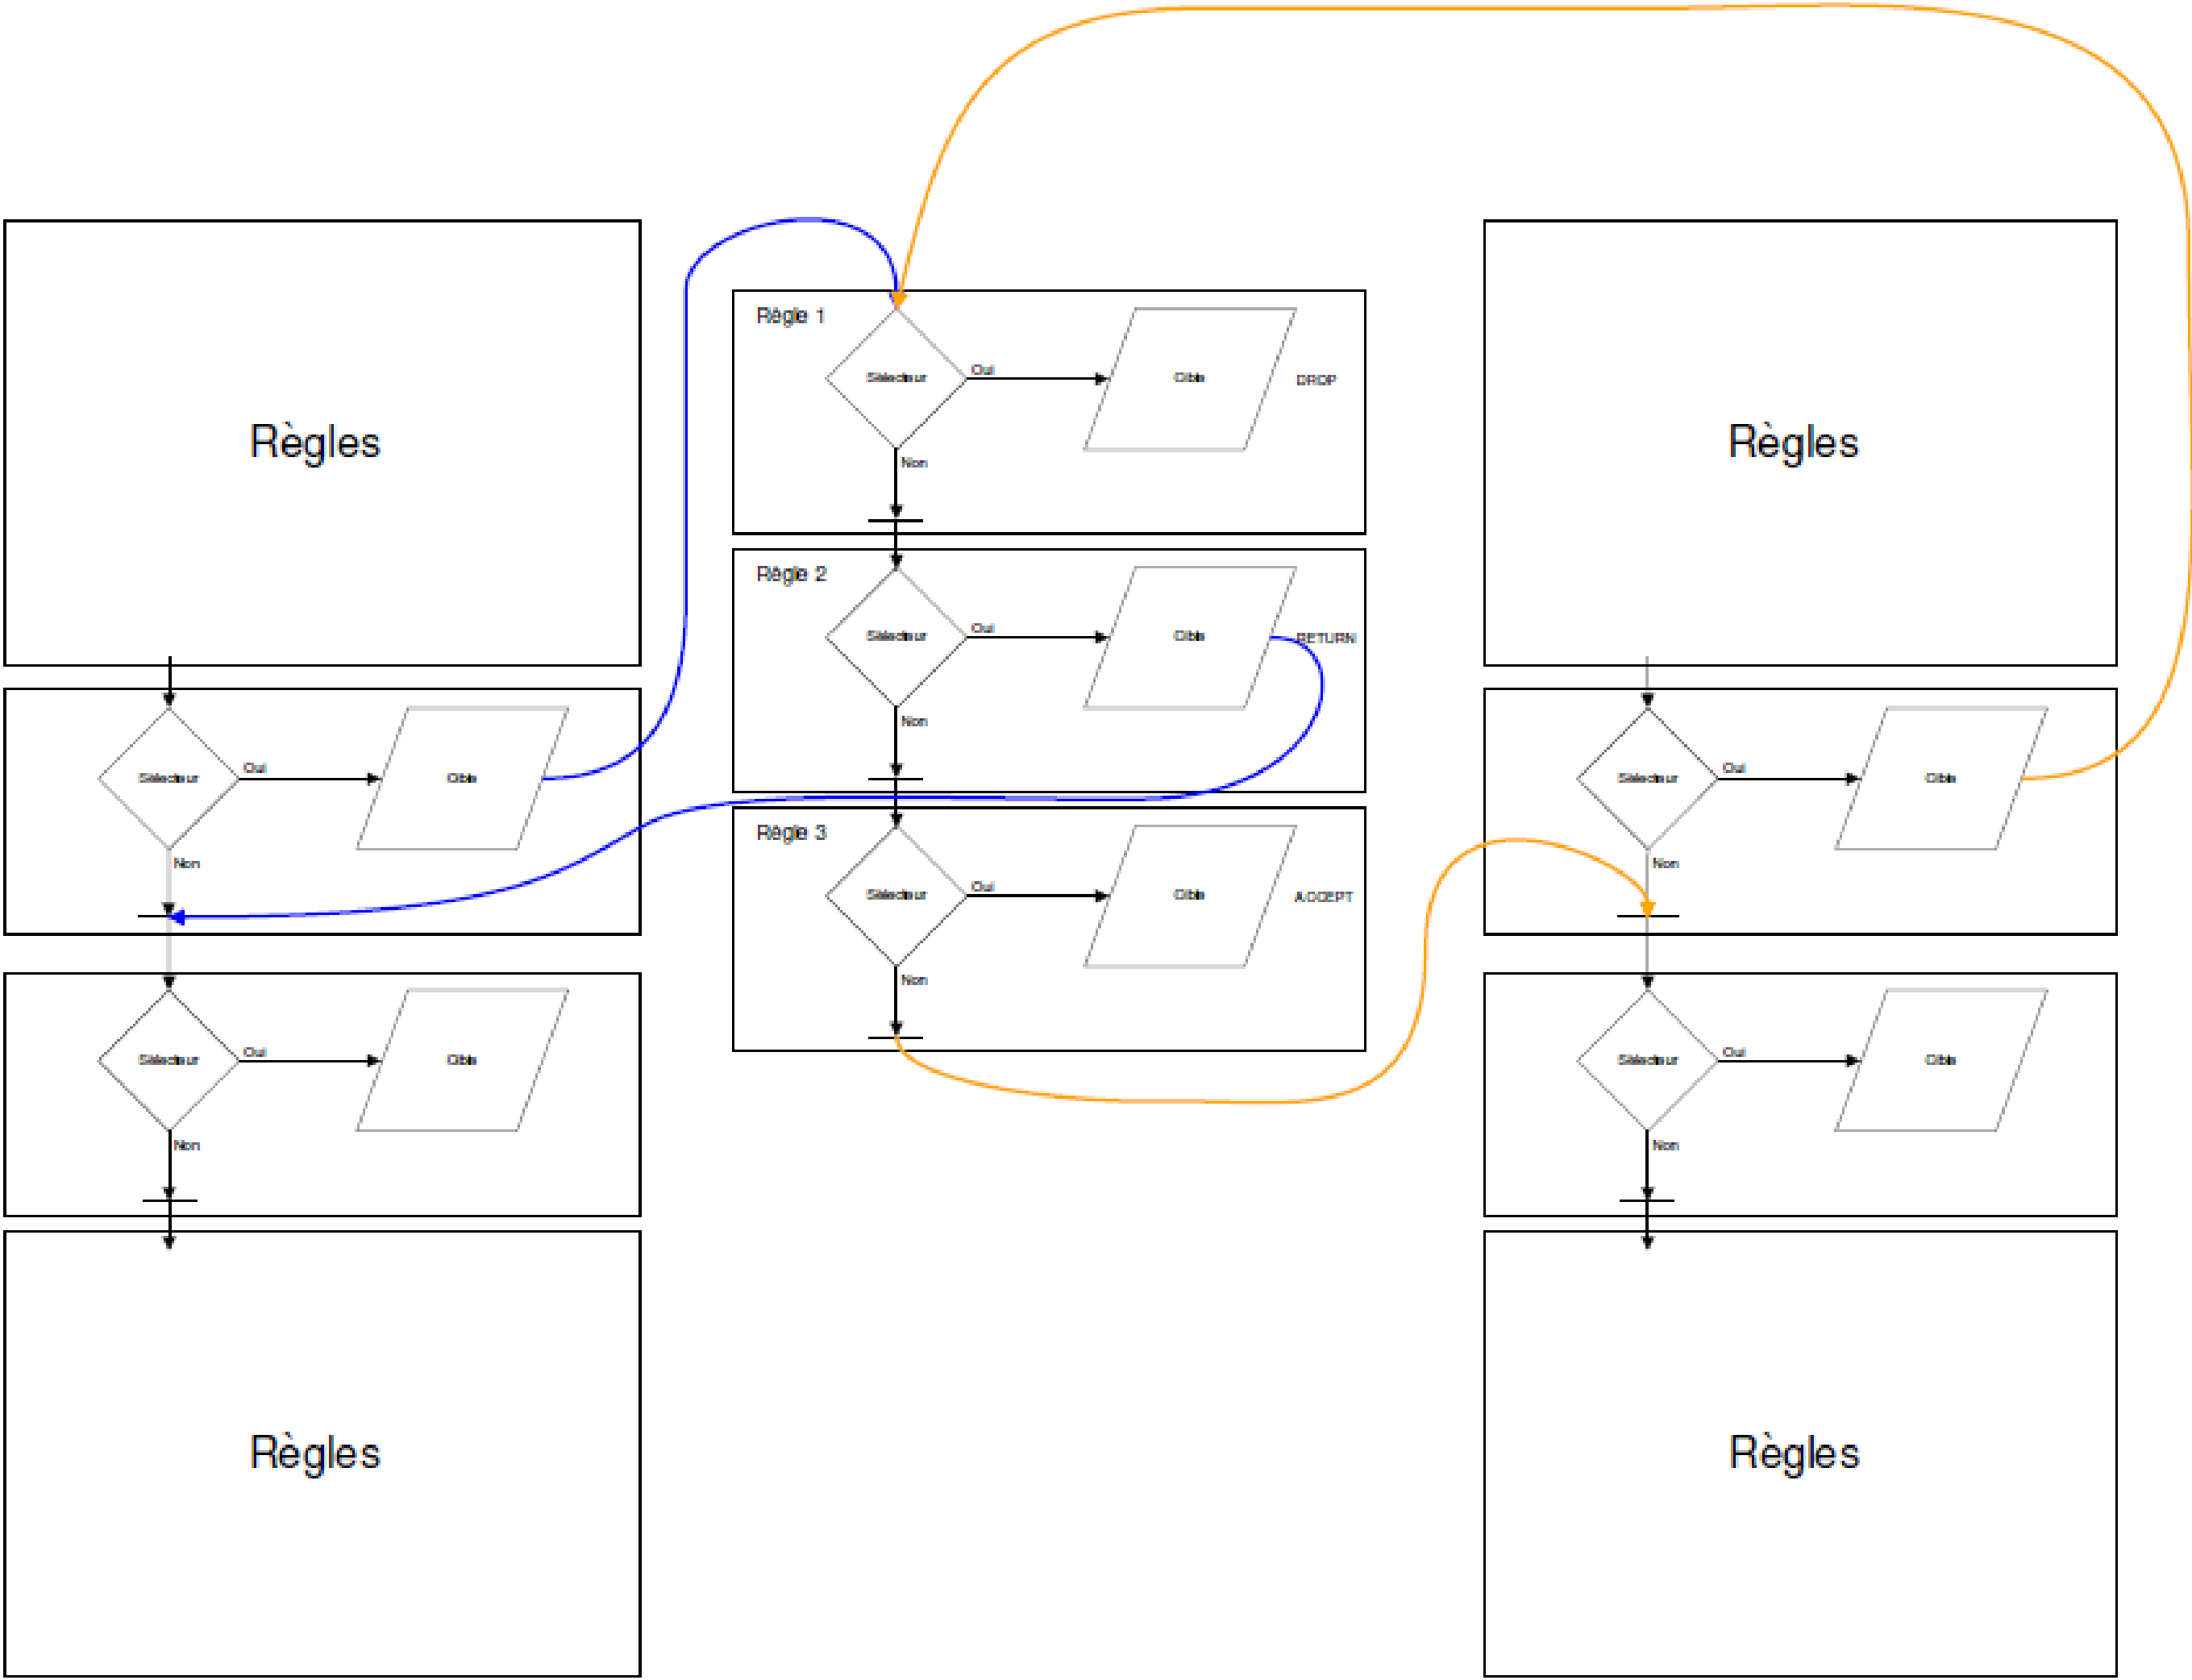 Règles
Sélecteur
Oui
Cible
Non
Sélecteur
Oui
Cible
Non
Règles
Règle 1
Sélecteur
Oui
Cible
DROP
Non
Règle 2
Sélecteur
Oui
Cible
RETURN
Non
Règle 3
Sélecteur
Oui
Cible
ACCEPT
Non
Règles
Sélecteur
Oui
Cible
Non
Sélecteur
Oui
Cible
Non
Règles